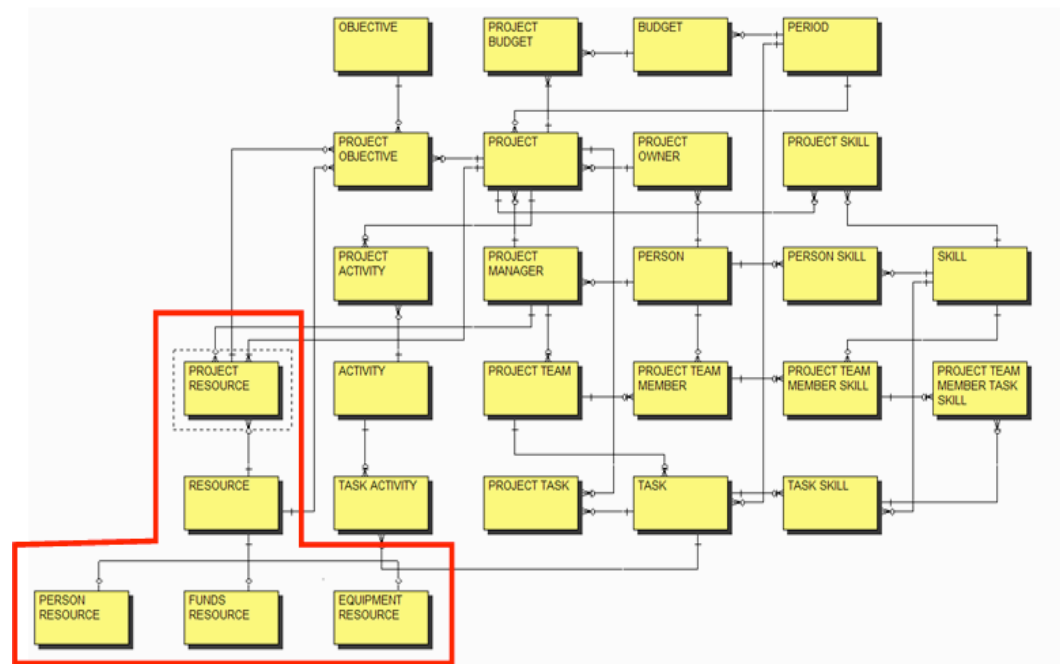 OBJECTIVE
PROJECT
BUDGET
BUDGET
PERIOD
PROJECT
OBJECTIVE
PROJECT
PROJECT
OWNER
PROJECT SKILL
PROJECT
ACTIVITY
PROJECT
MANAGER
PERSON
PERSON SKILL
SKILL
PROJECT
RESOURCE
ACTIVITY
PROJECT TEAM
PROJECT TEAM
MEMBER
PROJECT TEAM
MEMBER SKILL
PROJECT TEAM
MEMBER TASK
SKILL
RESOURCE
TASK ACTIVITY
PROJECT TASK
TASK
TASK SKILL
PERSON
RESOURCE
FUNDS
RESOURCE
EQUIPMENT
RESOURCE